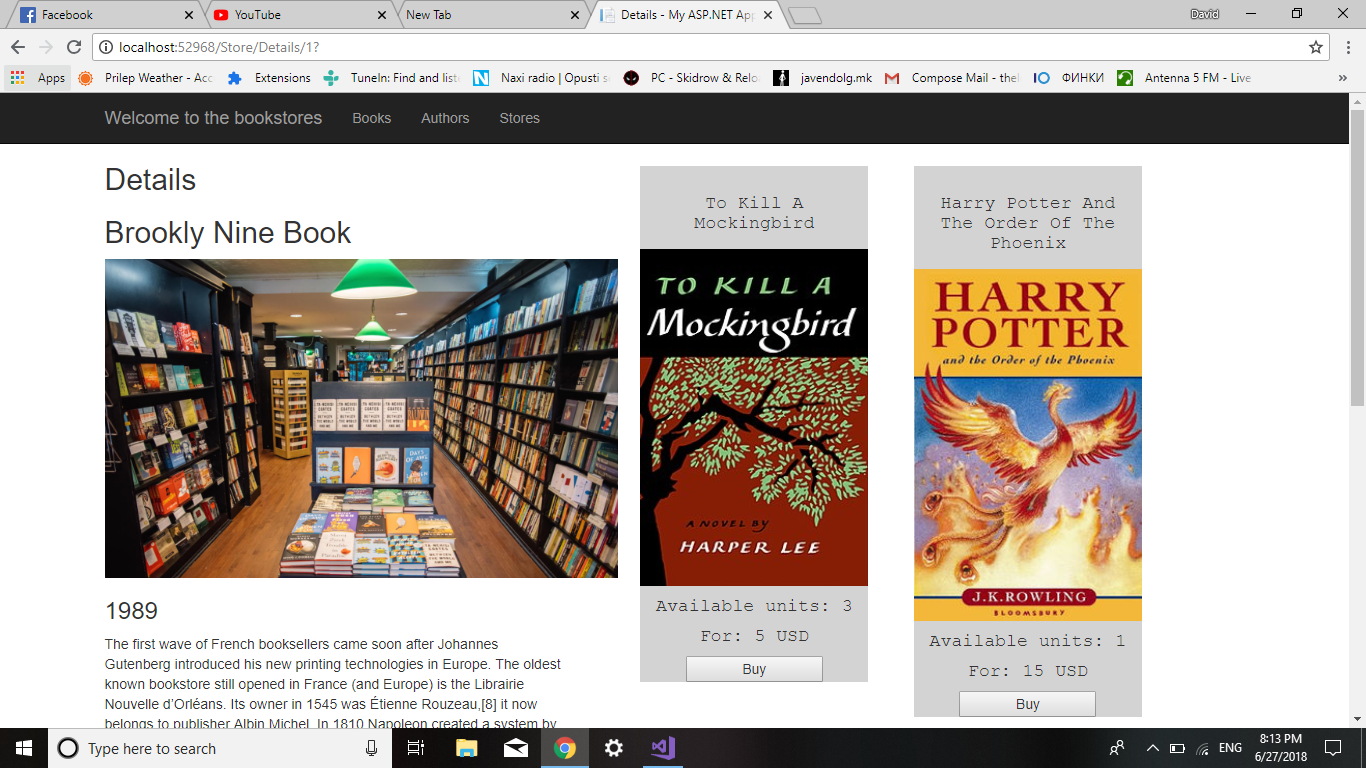 Facebook
YouTube
New Tab
Details - My ASP.NET App
David
localhost:52968/Store/Details/1?
Apps
Prilep Weather - Acc
Extensions
TuneIn: Find and liste
Naxi radio | Opusti s
PC - Skidrow & Relo
javendolg.mk
Compose Mail - thel
ФИНКИ
Antenna 5 FM - Live
»
Welcome to the bookstores
Books
Authors
Stores
Details
Brookly Nine Book
1989
The first wave of French booksellers came soon after Johannes
Gutenberg introduced his new printing technologies in Europe. The oldest
known bookstore still opened in France (and Europe) is the Librairie
Nouvelle d'Orléans. Its owner in 1545 was Étienne Rouzeau,[8] it now
belongs to publisher Albin Michel. In 1810 Napoleon created a system by
To Kill A
Mockingbird
TO KILL A
Mockingbird
A NOVEL BY
HARPER LEE
Available units: 3
For: 5 USD
Buy
Harry Potter And
The Order Of The
Phoenix
HARRY
POTTER
and the Order of the Phoenix
J.K.ROWLING
BLOOMSBURY
Available units: 1
For: 15 USD
Buy
Type here to search
ENG
8:13 PM
6/27/2018